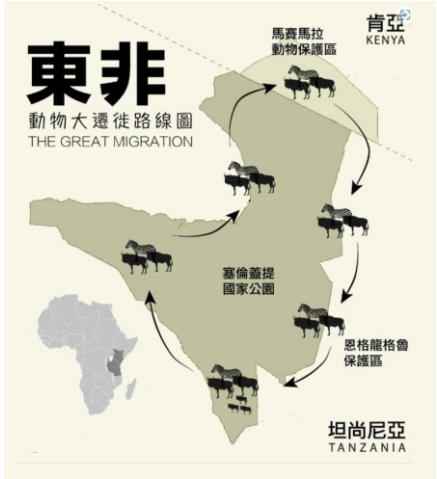 東非
動物大遷徙路線圖
THE GREAT MIGRATION
肯亞
KENYA
馬賽馬拉
動物保護區
塞倫蓋提
國家公園
恩格龍格魯
保護區
坦尚尼亞
TANZANIA